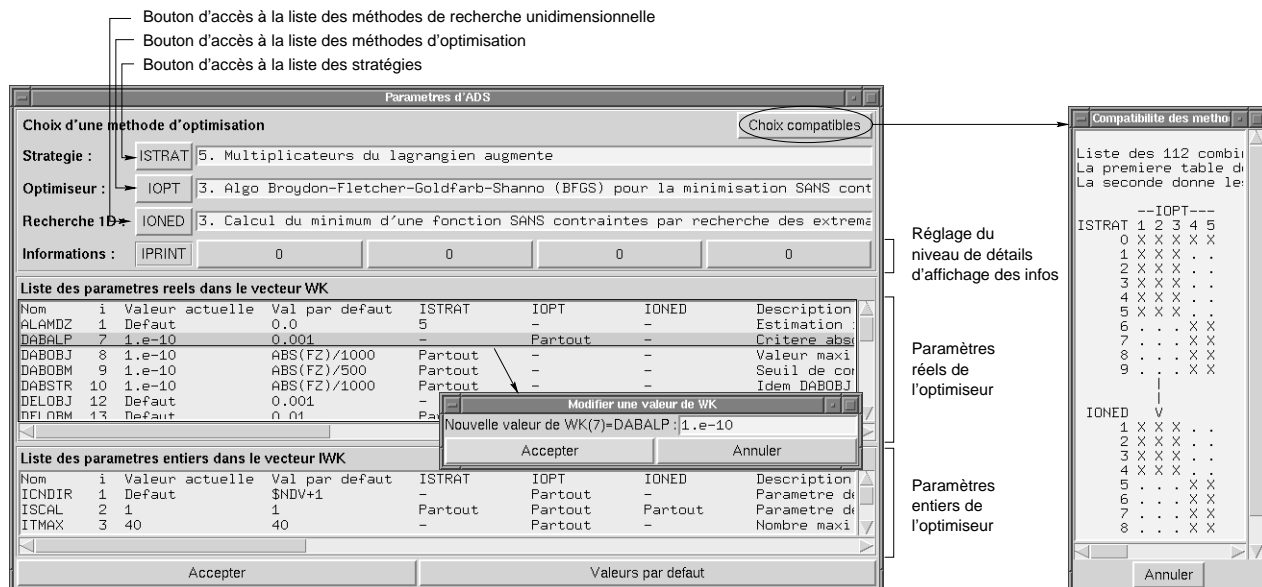 Bouton d'accès à la liste des méthodes de recherche unidimensionnelle
Bouton d'accès à la liste des méthodes d'optimisation
Bouton d'accès à la liste des stratégies
Parametres d'ADS
Choix d'une methode d'optimisation
Choix compatibles
Strategie : ISTRAT 5. Multiplicateurs du lagrangien augmente
Optimiseur : IOPT 3. Algo Broydon-Fletcher-Goldfarb-Shanno (BFGS) pour la minimisation SANS cont
Recherche 1D : IONED 3. Calcul du minimum d'une fonction SANS contraintes par recherche des extrema
Informations : IPRINT 0 0 0 0
Liste des parametres reels dans le vecteur WK
Nom i Valeur actuelle Val par defaut ISTRAT IOPT IONED Description
ALAMDZ 1 Defaut 0.0 5 - - Estimation
DABALP 7 1.e-10 0.001 - Partout - Critere abs
DABOBJ 8 1.e-10 ABS(FZ)/1000 Partout - - Valeur maxi
DABOBM 9 1.e-10 ABS(FZ)/500 Partout - - Seuil de con
DABSTR 10 1.e-10 ABS(FZ)/1000 Partout - - Idem DABOBJ
DELOBJ 12 Defaut 0.001 -
DELOBM 13 Defaut 0.01 Pa
Modifier une valeur de WK
Nouvelle valeur de WK(7)=DABALP : 1.e-10
Accepter Annuler
Liste des parametres entiers dans le vecteur IWK
Nom i Valeur actuelle Val par defaut ISTRAT IOPT IONED Description
ICNDIR 1 Defaut $NDV+1 - Partout - Parametre de
ISCAL 2 1 1 Partout Partout Partout Parametre de
ITMAX 3 40 40 - Partout - Nombre maxi
Accepter Valeurs par defaut
Réglage du
niveau de détails
d'affichage des infos
Paramètres
réels de
l'optimiseur
Paramètres
entiers de
l'optimiseur
Compatibilite des metho
Liste des 112 combi
La premiere table d
La seconde donne le
--IOPT---
ISTRAT 1 2 3 4 5
0 X X X X X
1 X X X . .
2 X X X . .
3 X X X . .
4 X X X . .
5 X X X . .
6 . . . X X
7 . . . X X
8 . . . X X
9 . . . X X
|
|
IONED V
1 X X X . .
2 X X X . .
3 X X X . .
4 X X X . .
5 . . . X X
6 . . . X X
7 . . . X X
8 . . . X X
Annuler